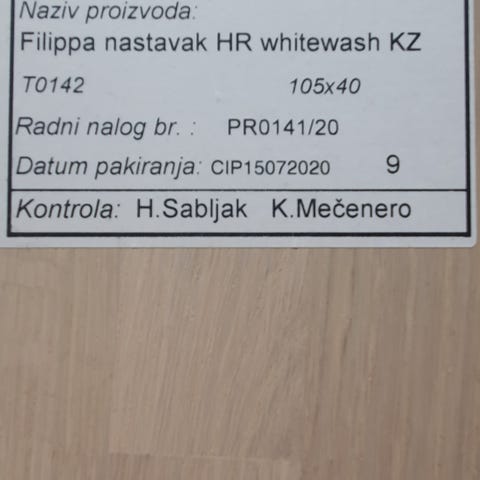 Naziv proizvoda:
Filippa nastavak HR whitewash KZ
T0142 105x40
Radni nalog br. : PR0141/20
Datum pakiranja: CIP15072020 9
Kontrola: H.Sabljak K.Mečenero